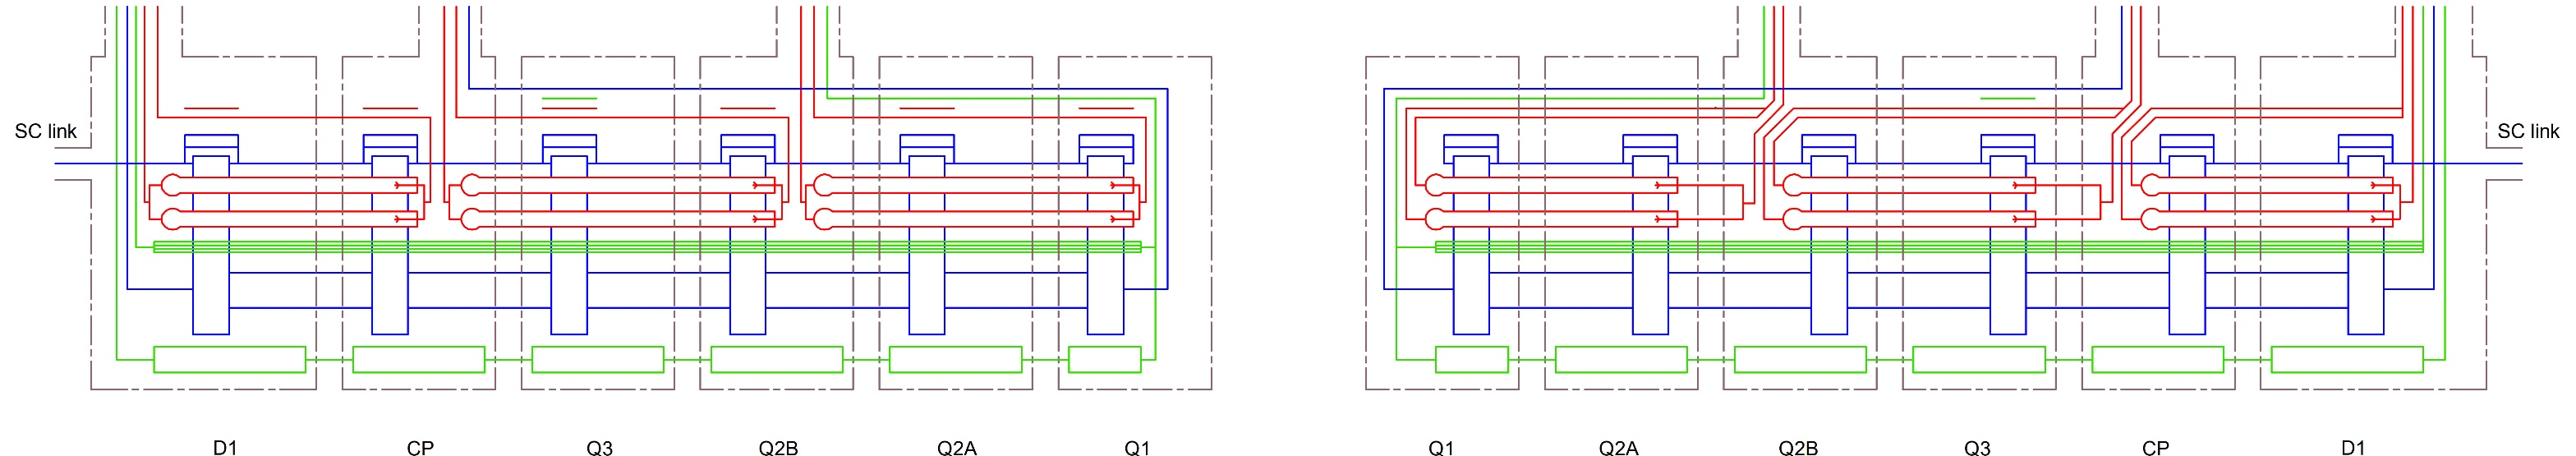 SC link
SC link
D1 CP Q3 Q2B Q2A Q1 Q1 Q2A Q2B Q3 CP D1